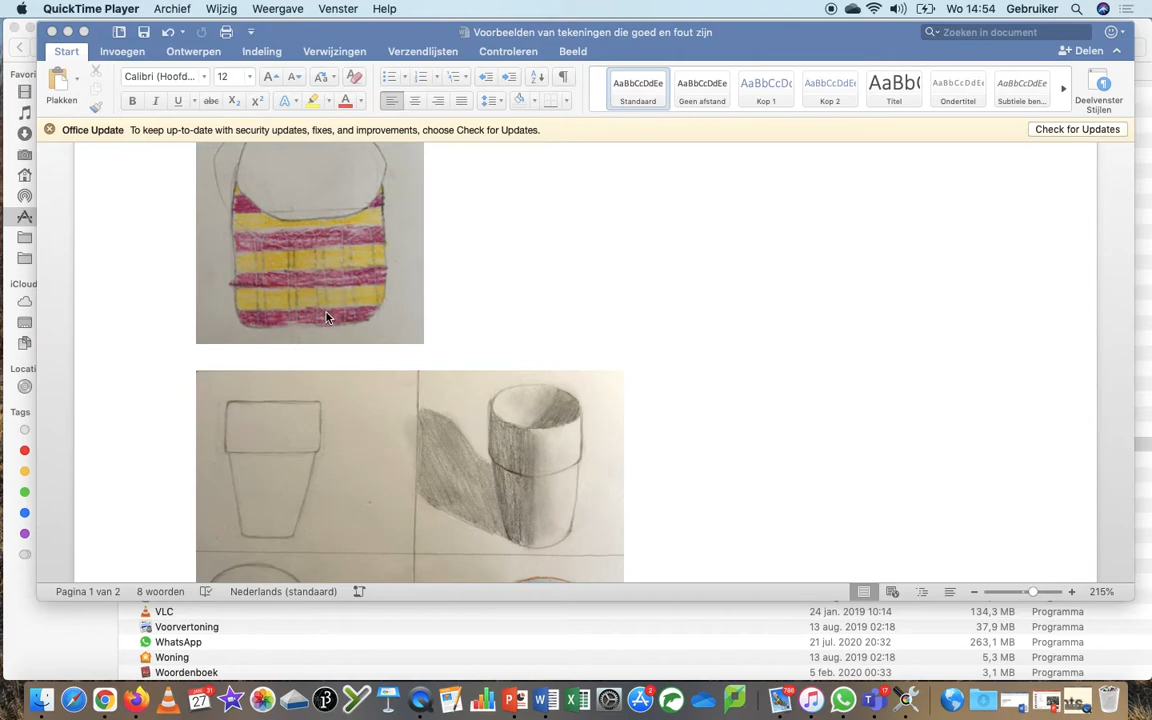 QuickTime Player Archief Wijzig Weergave Venster Help Wo 14:54 Gebruiker
Voorbeelden van tekeningen die goed en fout zijn
Zoeken in document
Start Invoegen Ontwerpen Indeling Verwijzingen Verzendlijsten Controleren Beeld
Delen
Plakken
Calibri (Hoofd... 12
AaBbCcDdEe AaBbCcDdEe AaBbCcDc AaBbCcDdE AaBb( AaBbCcDdEe AaBbCcDdEe
Standaard Geen afstand Kop 1 Kop 2 Titel Ondertitel Subtiele ben...
Deelvenster
Stijlen
Office Update To keep up-to-date with security updates, fixes, and improvements, choose Check for Updates.
Check for Updates
Favori
iCloud
Locati
Tags
Pagina 1 van 2 8 woorden Nederlands (standaard) 215%
VLC 24 jan. 2019 10:14 134,3 MB Programma
Voorvertoning 13 aug. 2019 02:18 37,9 MB Programma
WhatsApp 21 jul. 2020 20:32 263,1 MB Programma
Woning 13 aug. 2019 02:18 5,3 MB Programma
Woordenboek 5 feb. 2020 00:33 3,1 MB Programma